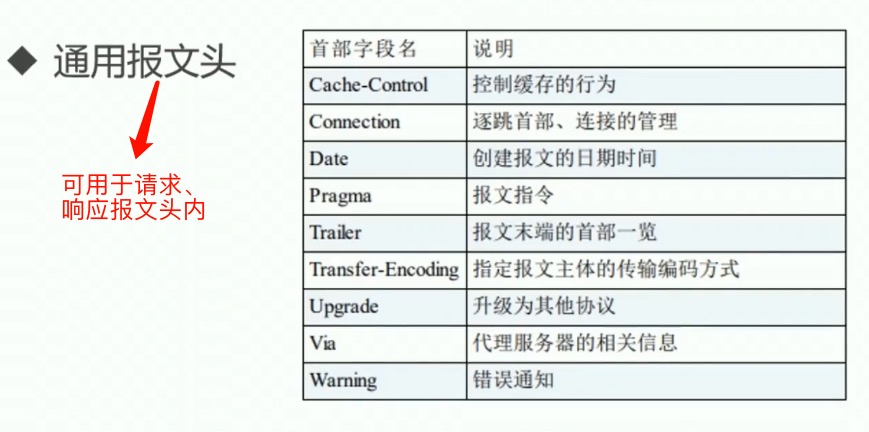 ◆ 通用报文头
可用于请求、
响应报文头内
首部字段名 说明
Cache-Control 控制缓存的行为
Connection 逐跳首部、连接的管理
Date 创建报文的日期时间
Pragma 报文指令
Trailer 报文末端的首部一览
Transfer-Encoding 指定报文主体的传输编码方式
Upgrade 升级为其他协议
Via 代理服务器的相关信息
Warning 错误通知